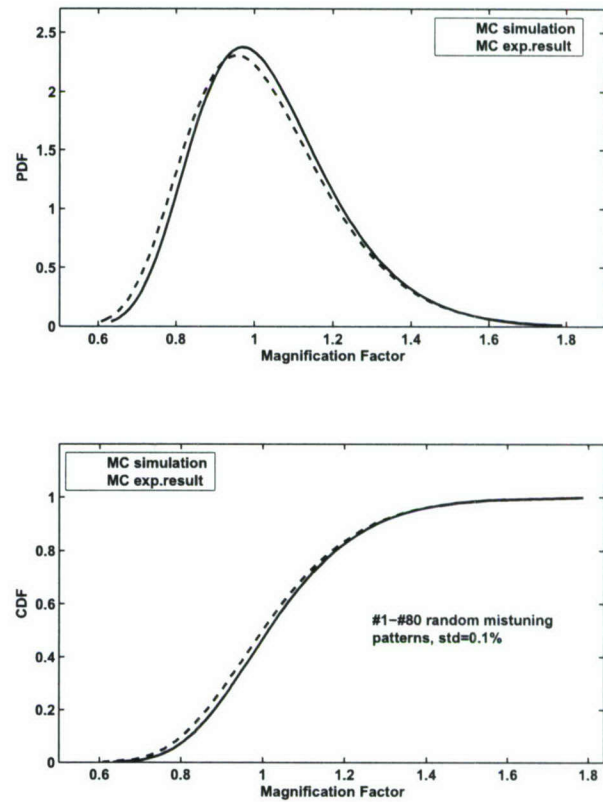 MC simulation
MC exp.result
2.5
2
1.5
1
0.5
0
PDF
0.6 0.8 1 1.2 1.4 1.6 1.8
Magnification Factor
MC simulation
MC exp.result
1
0.8
0.6
0.4
0.2
0
CDF
#1-#80 random mistuning
patterns, std=0.1%
0.6 0.8 1 1.2 1.4 1.6 1.8
Magnification Factor